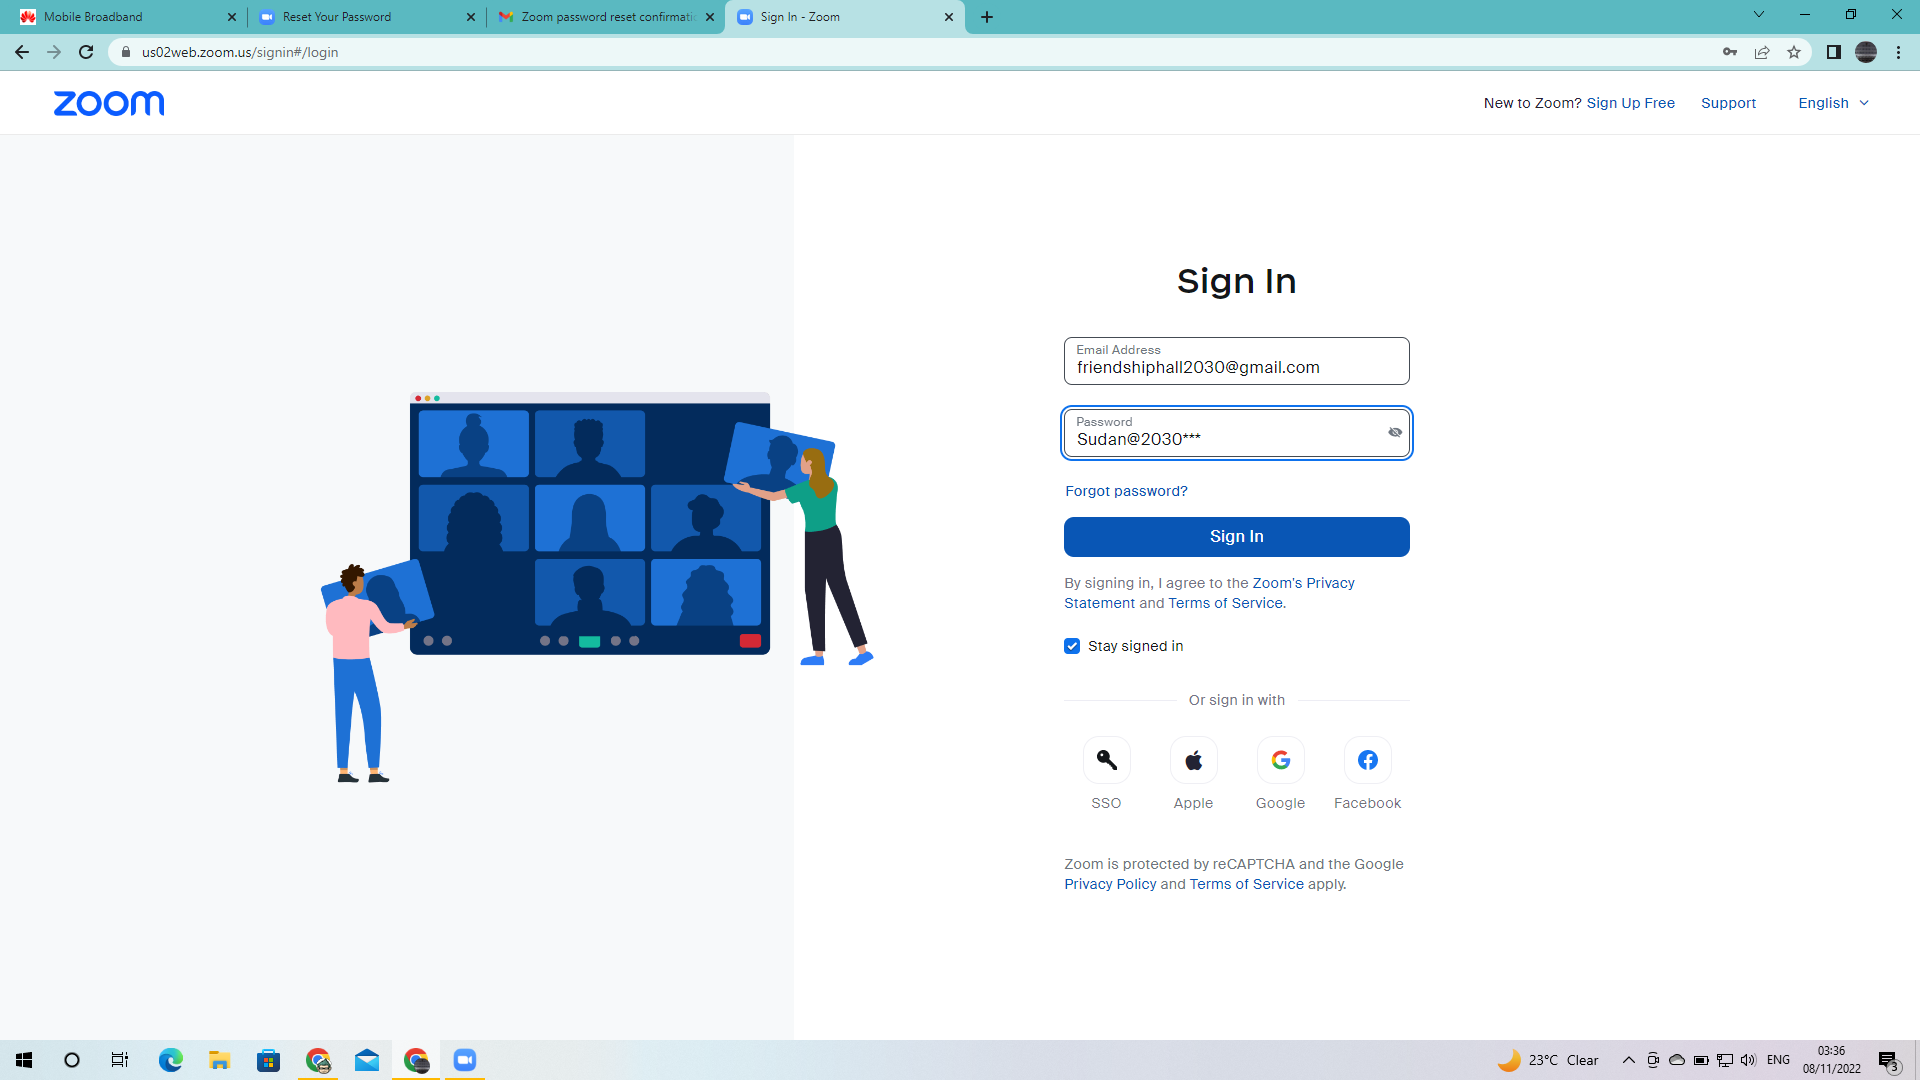 Mobile Broadband
Reset Your Password
Zoom password reset confirmati
Sign In - Zoom
us02web.zoom.us/signin#/login
zoom
New to Zoom? Sign Up Free
Support
English
Sign In
Email Address
friendshiphall2030@gmail.com
Password
Sudan@2030***
Forgot password?
Sign In
By signing in, I agree to the Zoom's Privacy
Statement and Terms of Service.
Stay signed in
Or sign in with
SSO
Apple
Google
Facebook
Zoom is protected by reCAPTCHA and the Google
Privacy Policy and Terms of Service apply.
23°C Clear
ENG
03:36
08/11/2022
3